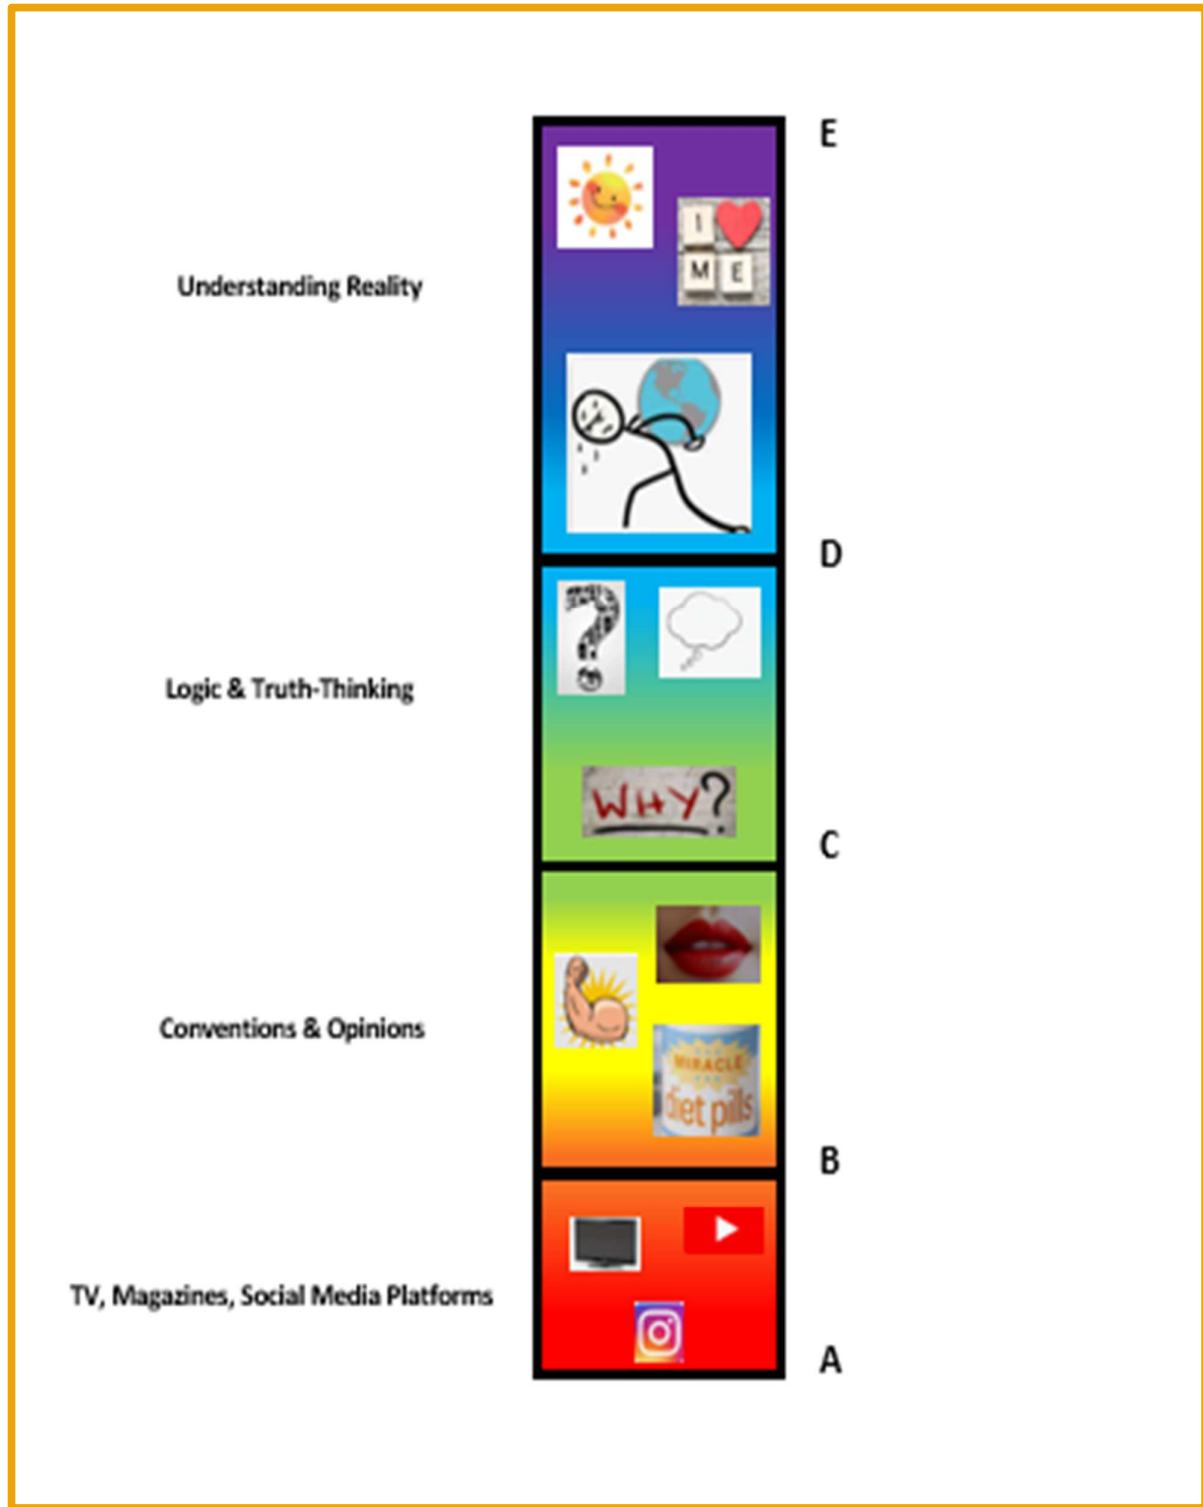 E
I
M E
Understanding Reality
D
?
Logic & Truth-Thinking
WHY?
C
Conventions & Opinions
MIRACLE
diet pills
B
TV, Magazines, Social Media Platforms
A